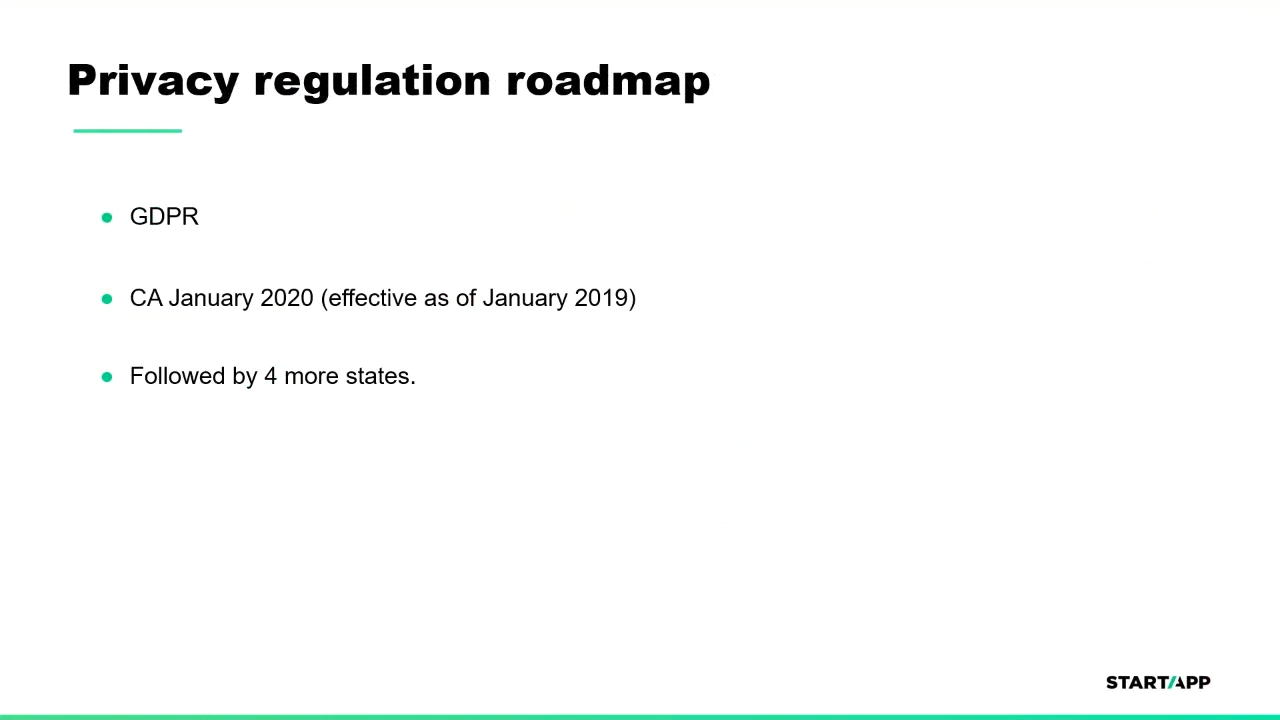 Privacy regulation roadmap
GDPR
CA January 2020 (effective as of January 2019)
Followed by 4 more states.
START/APP